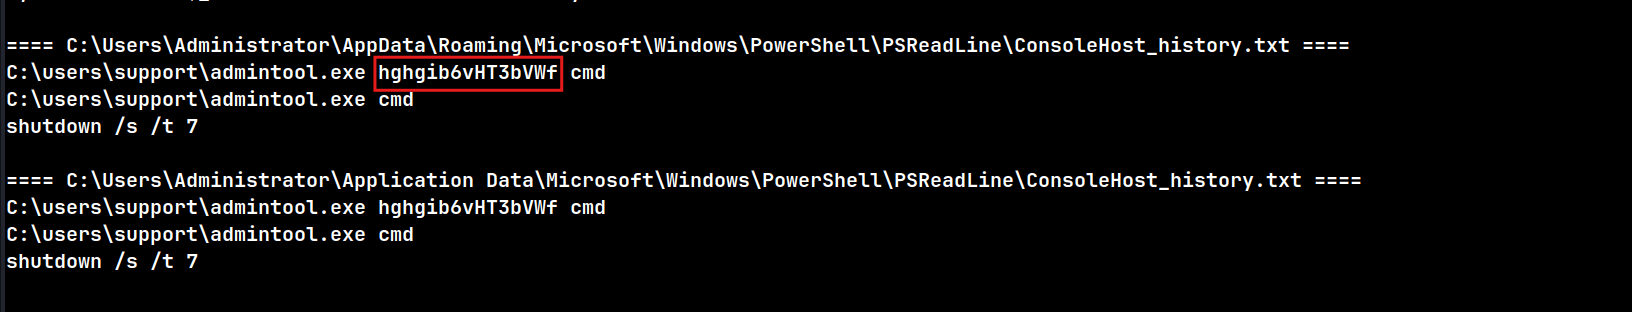 ==== C:\Users\Administrator\AppData\Roaming\Microsoft\Windows\PowerShell\PSReadLine\ConsoleHost_history.txt ====
C:\users\support\admintool.exe hghgib6vHT3bVWf cmd
C:\users\support\admintool.exe cmd
shutdown /s /t 7
==== C:\Users\Administrator\Application Data\Microsoft\Windows\PowerShell\PSReadLine\ConsoleHost_history.txt ====
C:\users\support\admintool.exe hghgib6vHT3bVWf cmd
C:\users\support\admintool.exe cmd
shutdown /s /t 7